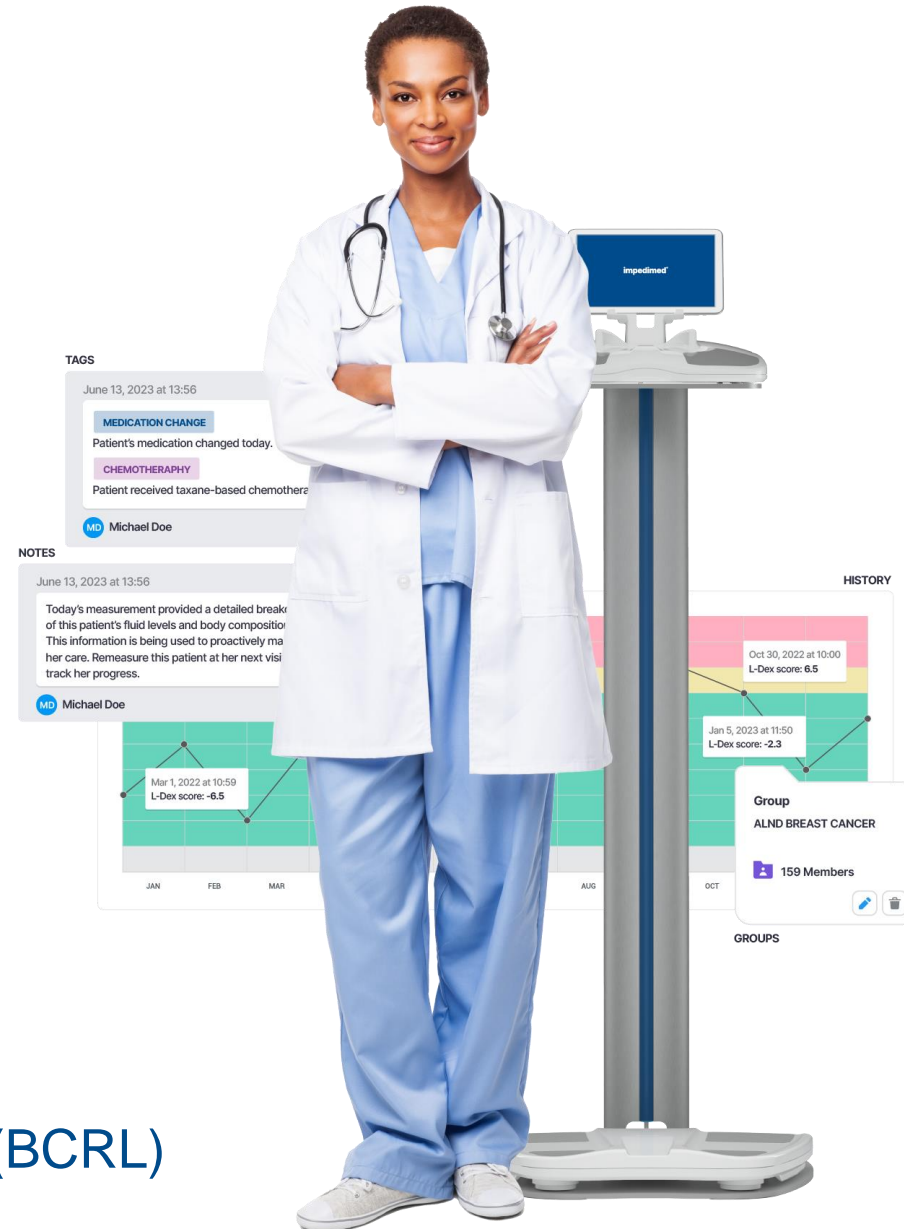 impedimed®
TAGS
June 13, 2023 at 13:56
MEDICATION CHANGE
Patient's medication changed today.
CHEMOTHERAPHY
Patient received taxane-based
MD Michael Doe
NOTES
June 13, 2023 at 13:56
Today's measurement provided a detailed
of this patient's fluid levels and body
This information is being used to proactively
her care. Remeasure this patient at her next
track her progress.
MD Michael Doe
HISTORY
Oct 30, 2022 at 10:00
L-Dex score: 6.5
Jan 5, 2023 at 11:50
L-Dex score: -2.3
Mar 1, 2022 at 10:59
L-Dex score: -6.5
Group
ALND BREAST CANCER
159 Members
JAN FEB MAR AUG OCT
GROUPS
(BCRL)